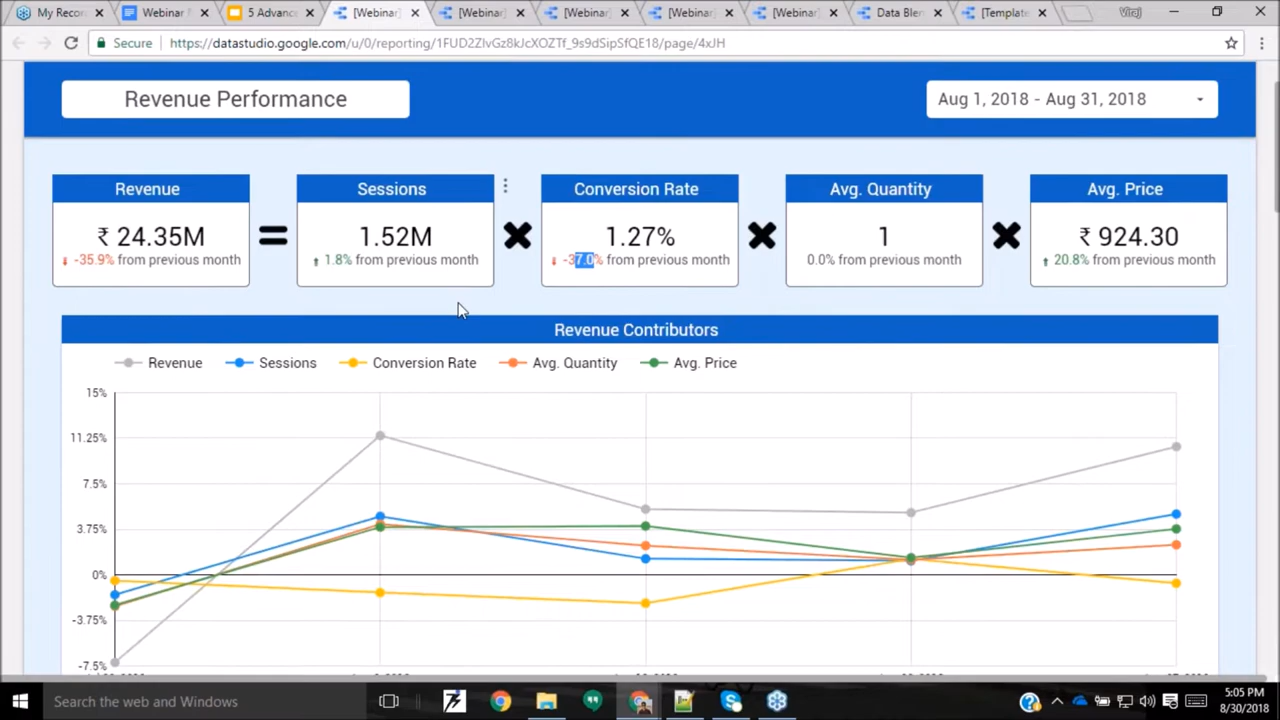 My Reco
Webinar
5 Advance
[Webinar]
[Webinar]
[Webinar]
[Webinar]
[Webinar]
Data Blen
[Template
Viraj
Secure
https://datastudio.google.com/u/0/reporting/1FUD2ZIvGz8kJcXOZTf_9s9dSipSfQE18/page/4xJH
Revenue Performance
Aug 1, 2018 - Aug 31, 2018
Revenue
₹ 24.35M
-35.9% from previous month
=
Sessions
1.52M
1.8% from previous month
×
Conversion Rate
1.27%
-37.0% from previous month
×
Avg. Quantity
1
0.0% from previous month
×
Avg. Price
₹ 924.30
20.8% from previous month
Revenue Contributors
Revenue Sessions Conversion Rate Avg. Quantity Avg. Price
15%
11.25%
7.5%
3.75%
0%
-3.75%
-7.5%
Search the web and Windows
5:05 PM
8/30/2018